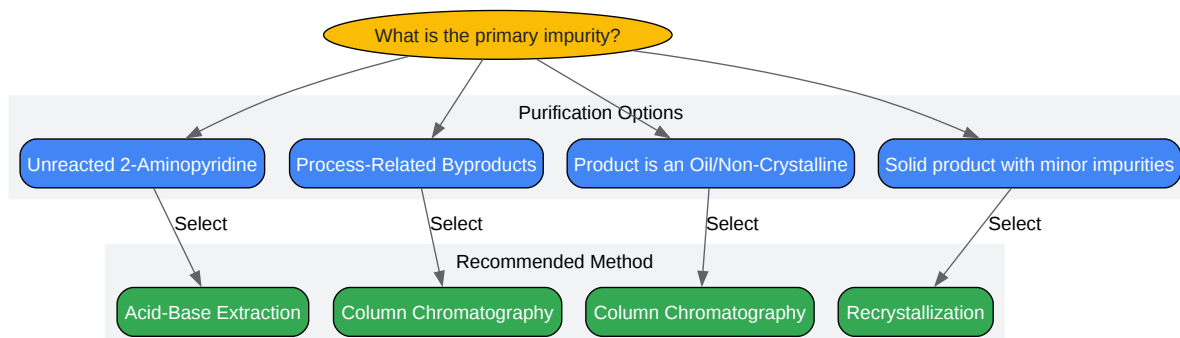 What is the primary impurity?
Purification Options
Unreacted 2-Aminopyridine
Process-Related Byproducts
Product is an Oil/Non-Crystalline
Solid product with minor impurities
Select
Select
Select
Select
Recommended Method
Acid-Base Extraction
Column Chromatography
Column Chromatography
Recrystallization